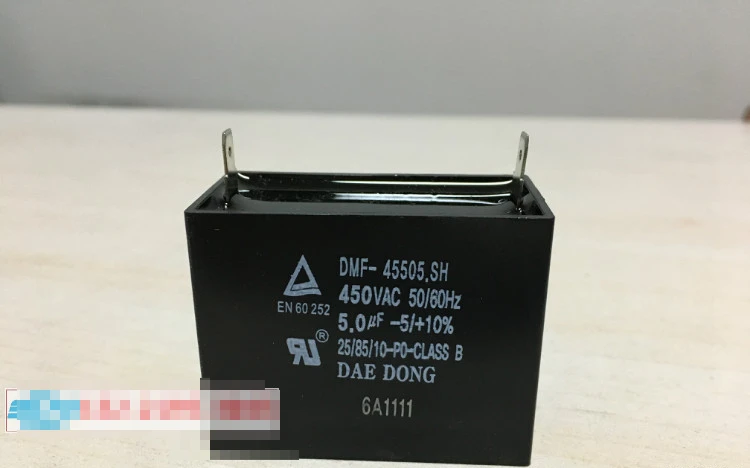 DMF- 45505,SH
450VAC 50/60Hz
EN 60 252
5.0µF -5/+10%
RU ®
25/85/10-P0-CLASS B
DAE DONG
6A1111